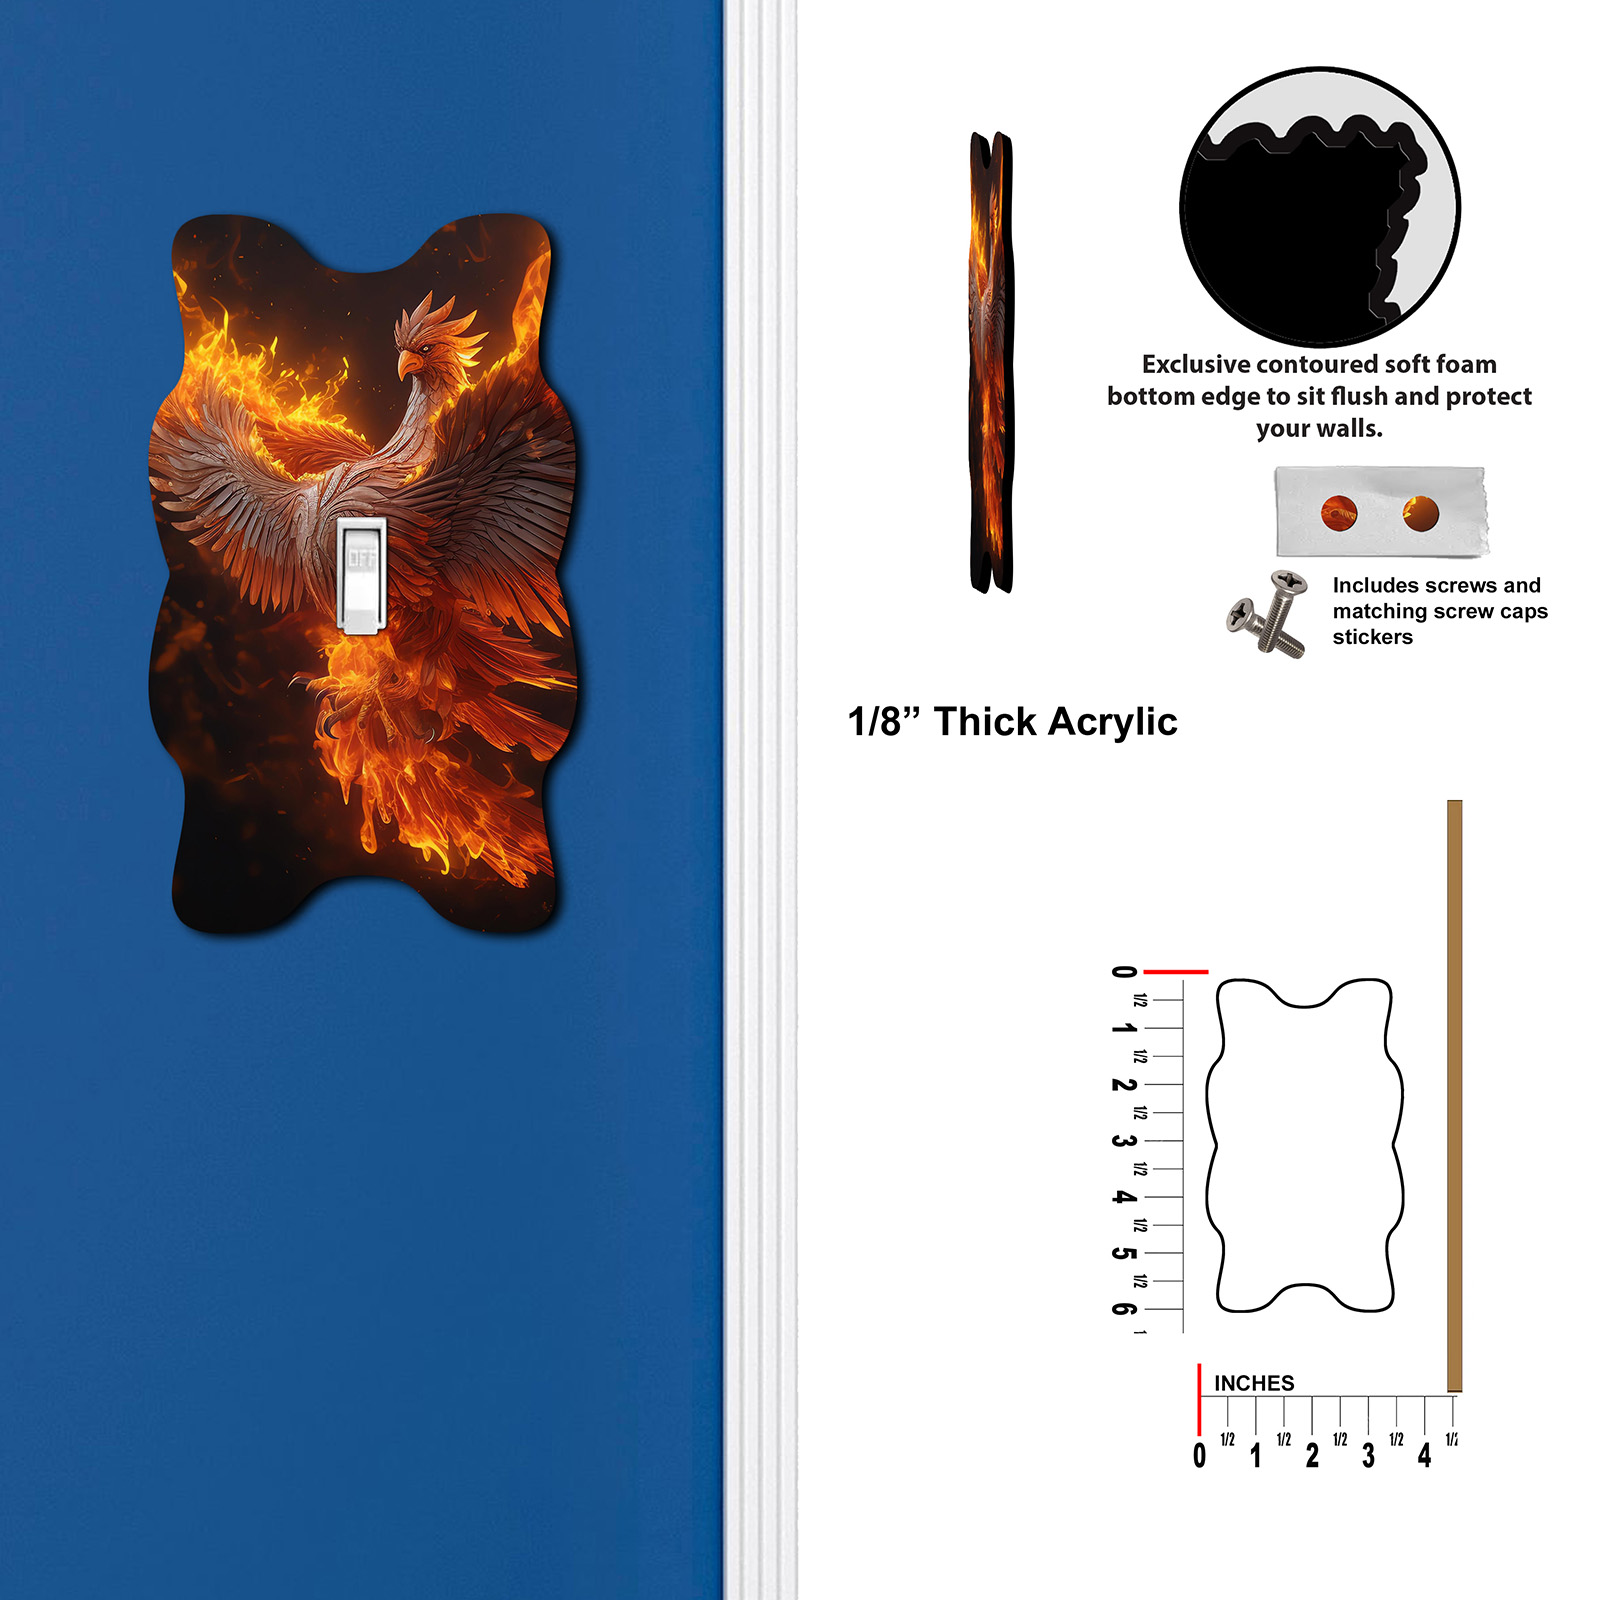 Exclusive contoured soft foam
bottom edge to sit flush and protect
your walls.
OFF
Includes screws and
matching screw caps
stickers
1/8” Thick Acrylic
0
1/2
1
1/2
2
1/2
3
1/2
4
1/2
5
1/2
6
1
INCHES
0 1/2 1 1/2 2 1/2 3 1/2 4 1/2